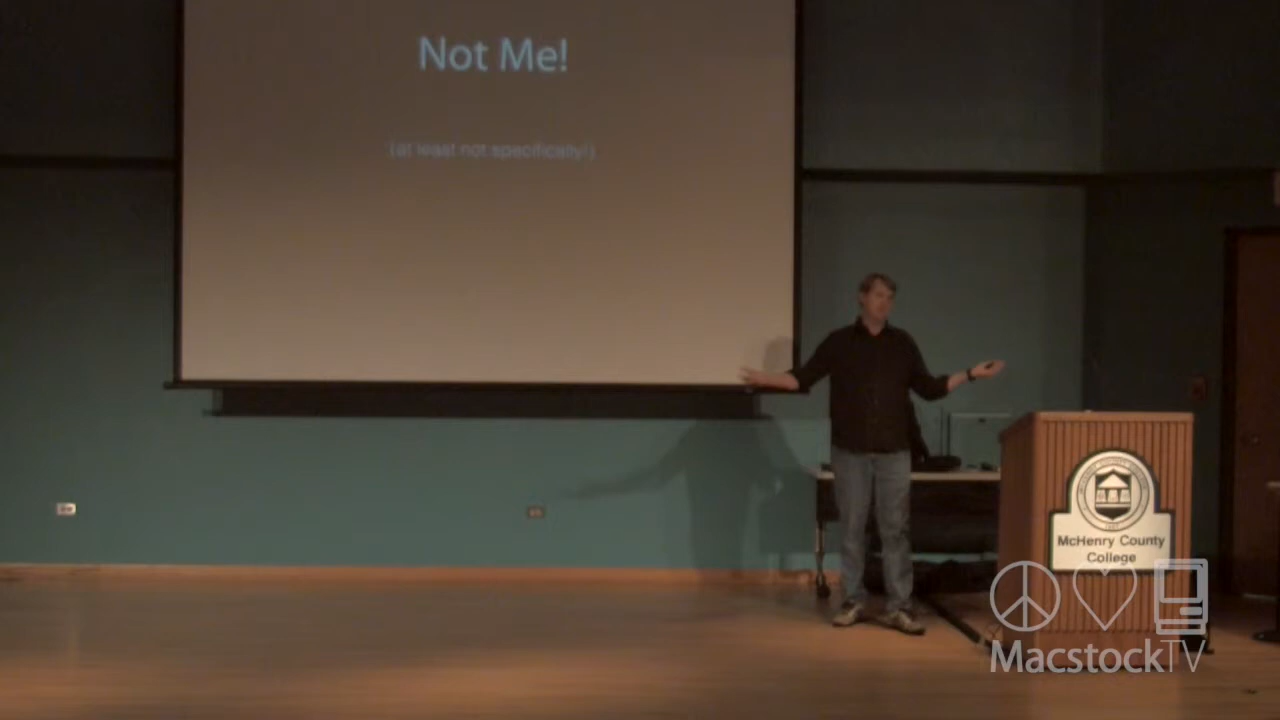 Not Me!
(at least not specifically!)
McHenry County
College
MacstockTV